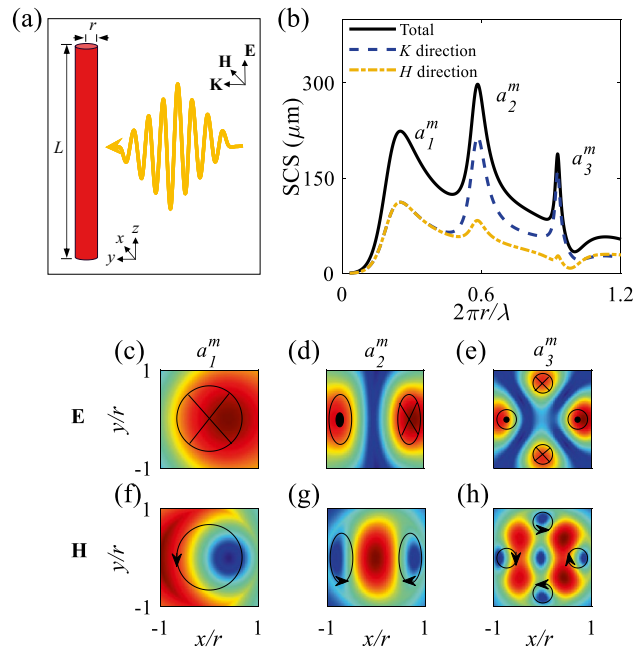 (a)
r
E
H
K
L
z
x
y
(b)
Total
K direction
H direction
300
150
0
SCS (μm)
a₁ᵐ
a₂ᵐ
a₃ᵐ
0 0.6 1.2
2πr/λ
(c) a₁ᵐ (d) a₂ᵐ (e) a₃ᵐ
E
1
y/r
-1
(f) (g) (h)
H
1
y/r
-1
-1 1 -1 1 -1 1
x/r x/r x/r